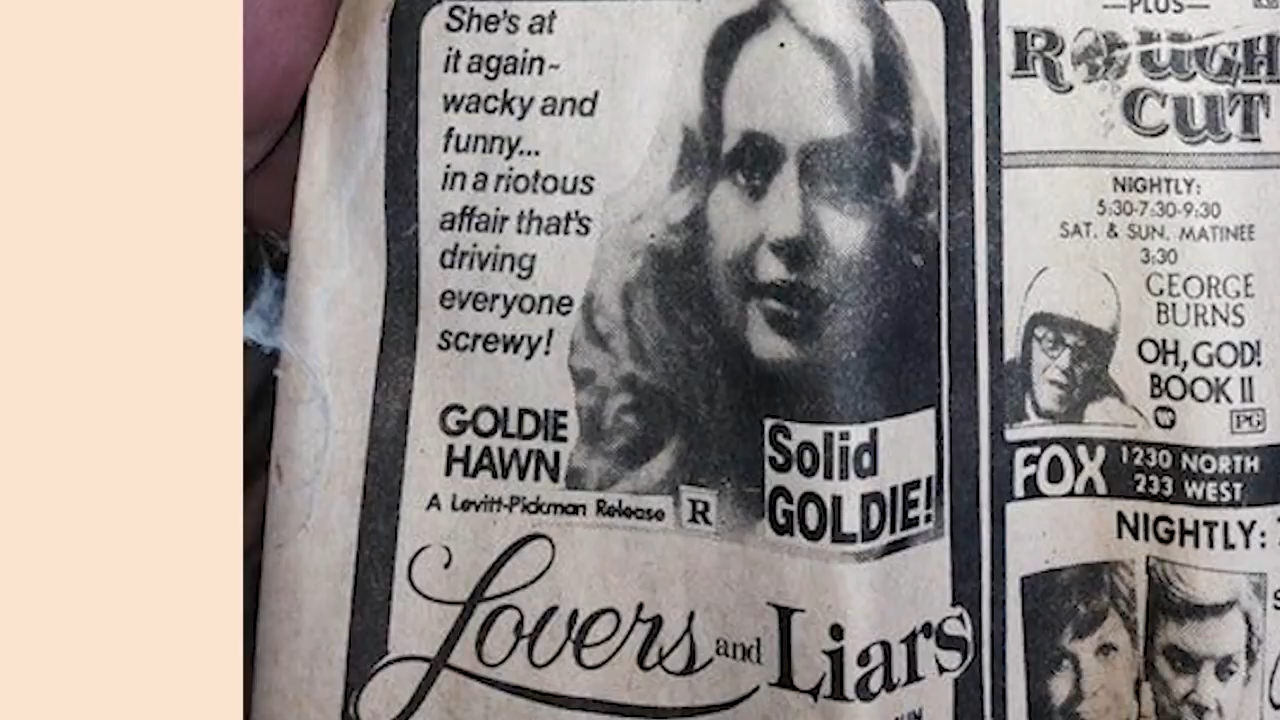 She's at
it again~
wacky and
funny...
in a riotous
affair that's
driving
everyone
screwy!
GOLDIE
HAWN
A Levitt-Pickman Release R
Solid
GOLDIE!
Lovers and Liars
—PLUS—
ROUGH
CUT
NIGHTLY:
5:30-7:30-9:30
SAT. & SUN. MATINEE
3:30
GEORGE
BURNS
OH, GOD!
BOOK II
PG
FOX 1230 NORTH
233 WEST
NIGHTLY: